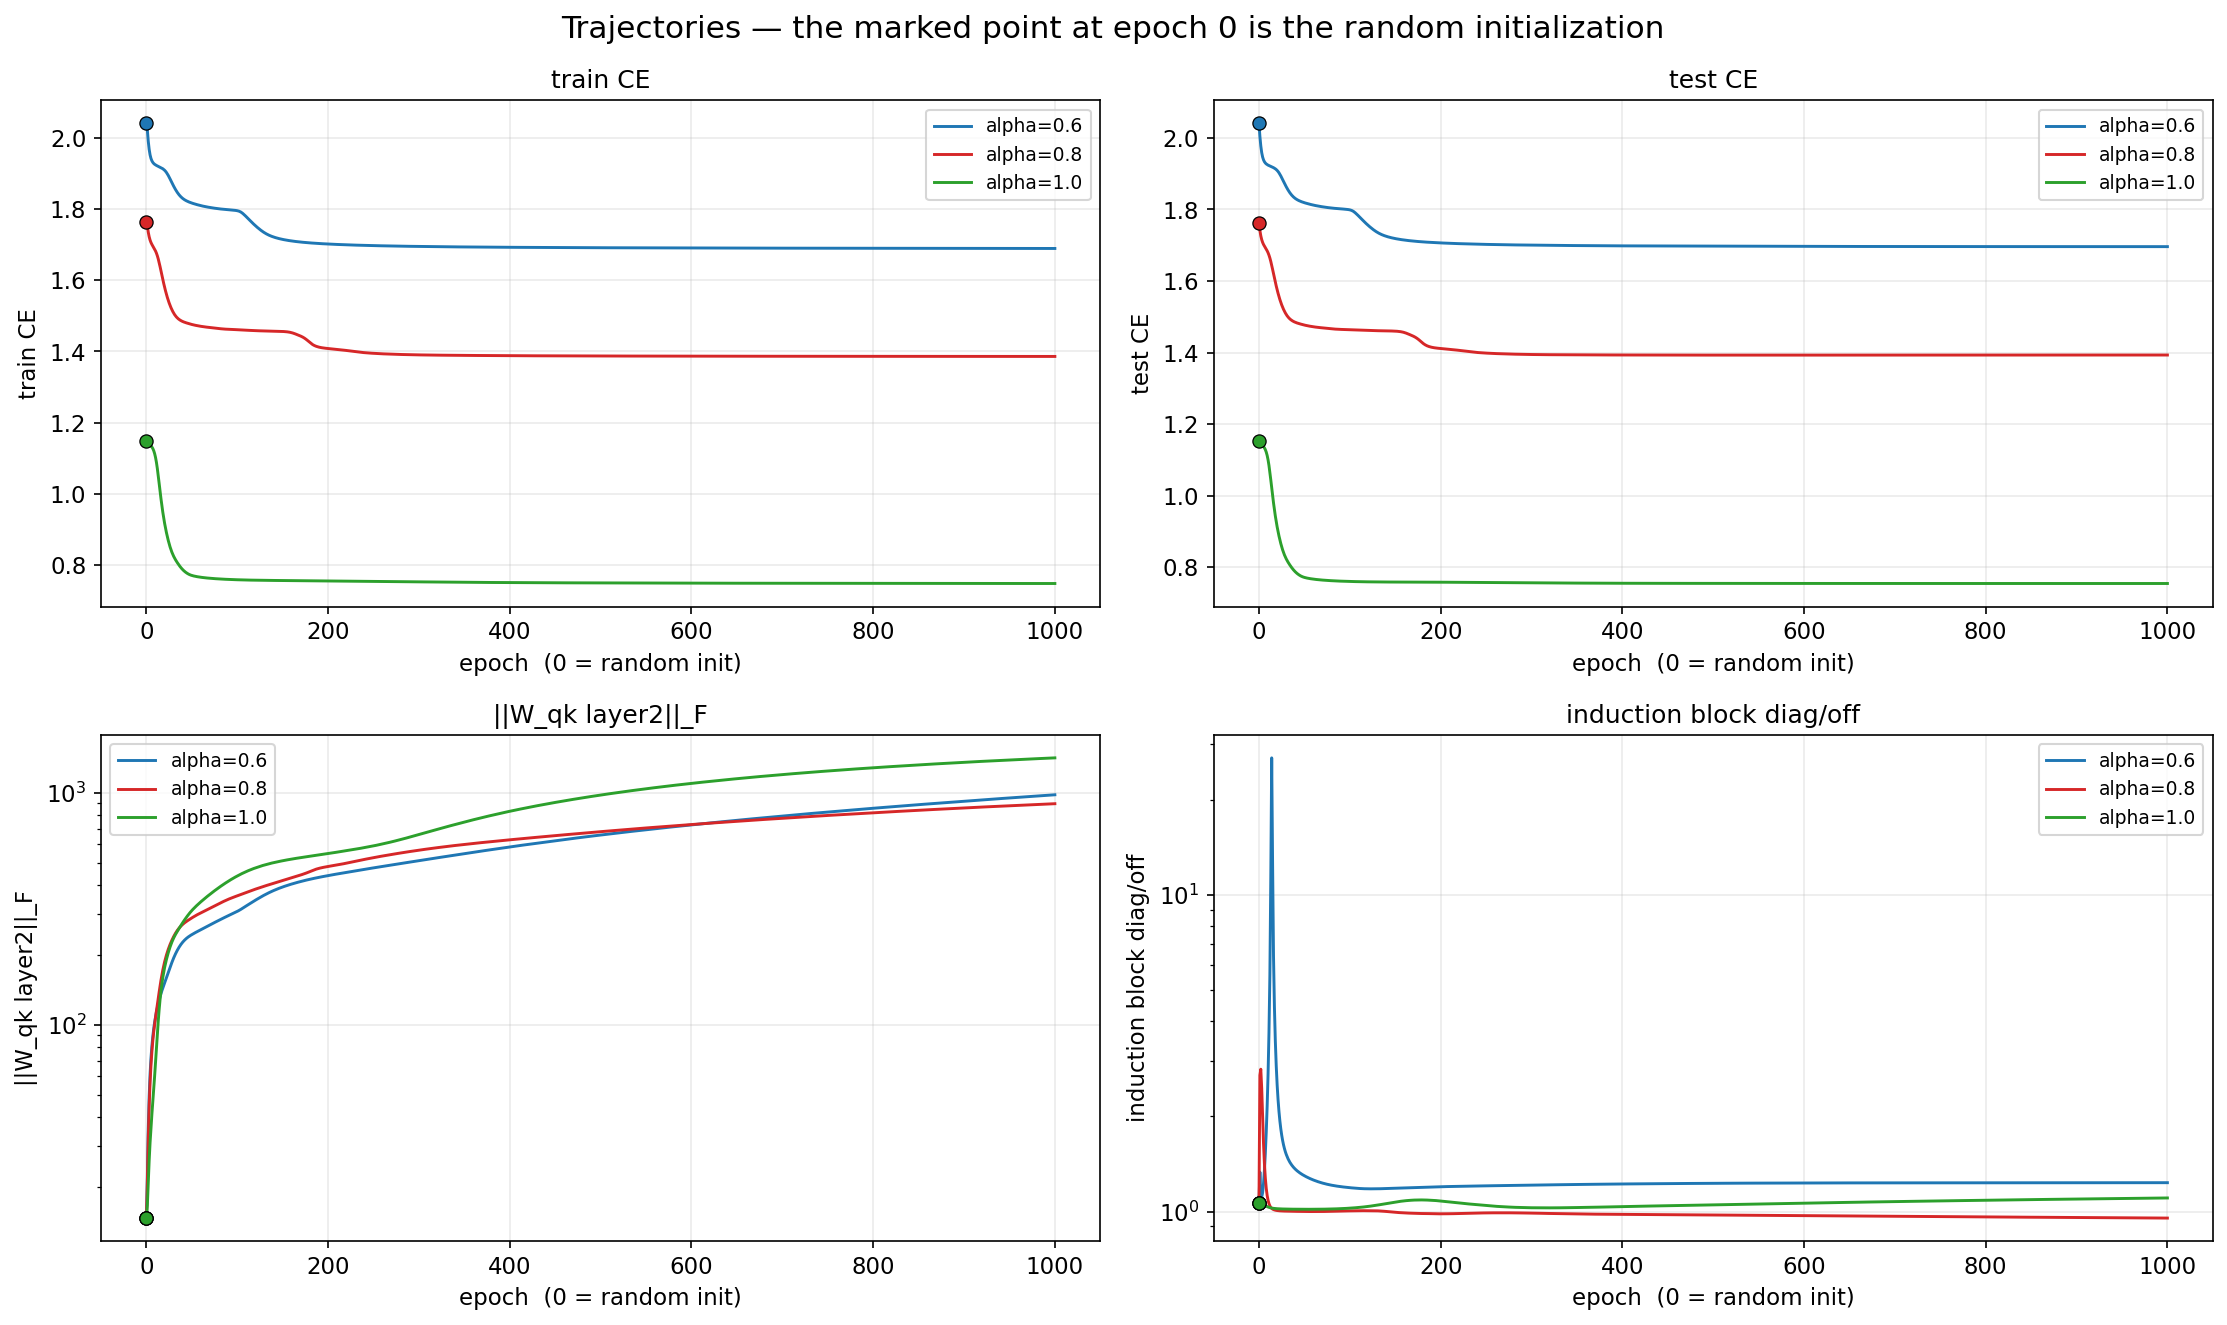 Trajectories — the marked point at epoch 0 is the random initialization
train CE
train CE
2.0
1.8
1.6
1.4
1.2
1.0
0.8
alpha=0.6
alpha=0.8
alpha=1.0
0 200 400 600 800 1000
epoch (0 = random init)
test CE
test CE
2.0
1.8
1.6
1.4
1.2
1.0
0.8
alpha=0.6
alpha=0.8
alpha=1.0
0 200 400 600 800 1000
epoch (0 = random init)
||W_qk layer2||_F
||W_qk layer2||_F
10³
10²
alpha=0.6
alpha=0.8
alpha=1.0
0 200 400 600 800 1000
epoch (0 = random init)
induction block diag/off
induction block diag/off
10¹
10⁰
alpha=0.6
alpha=0.8
alpha=1.0
0 200 400 600 800 1000
epoch (0 = random init)